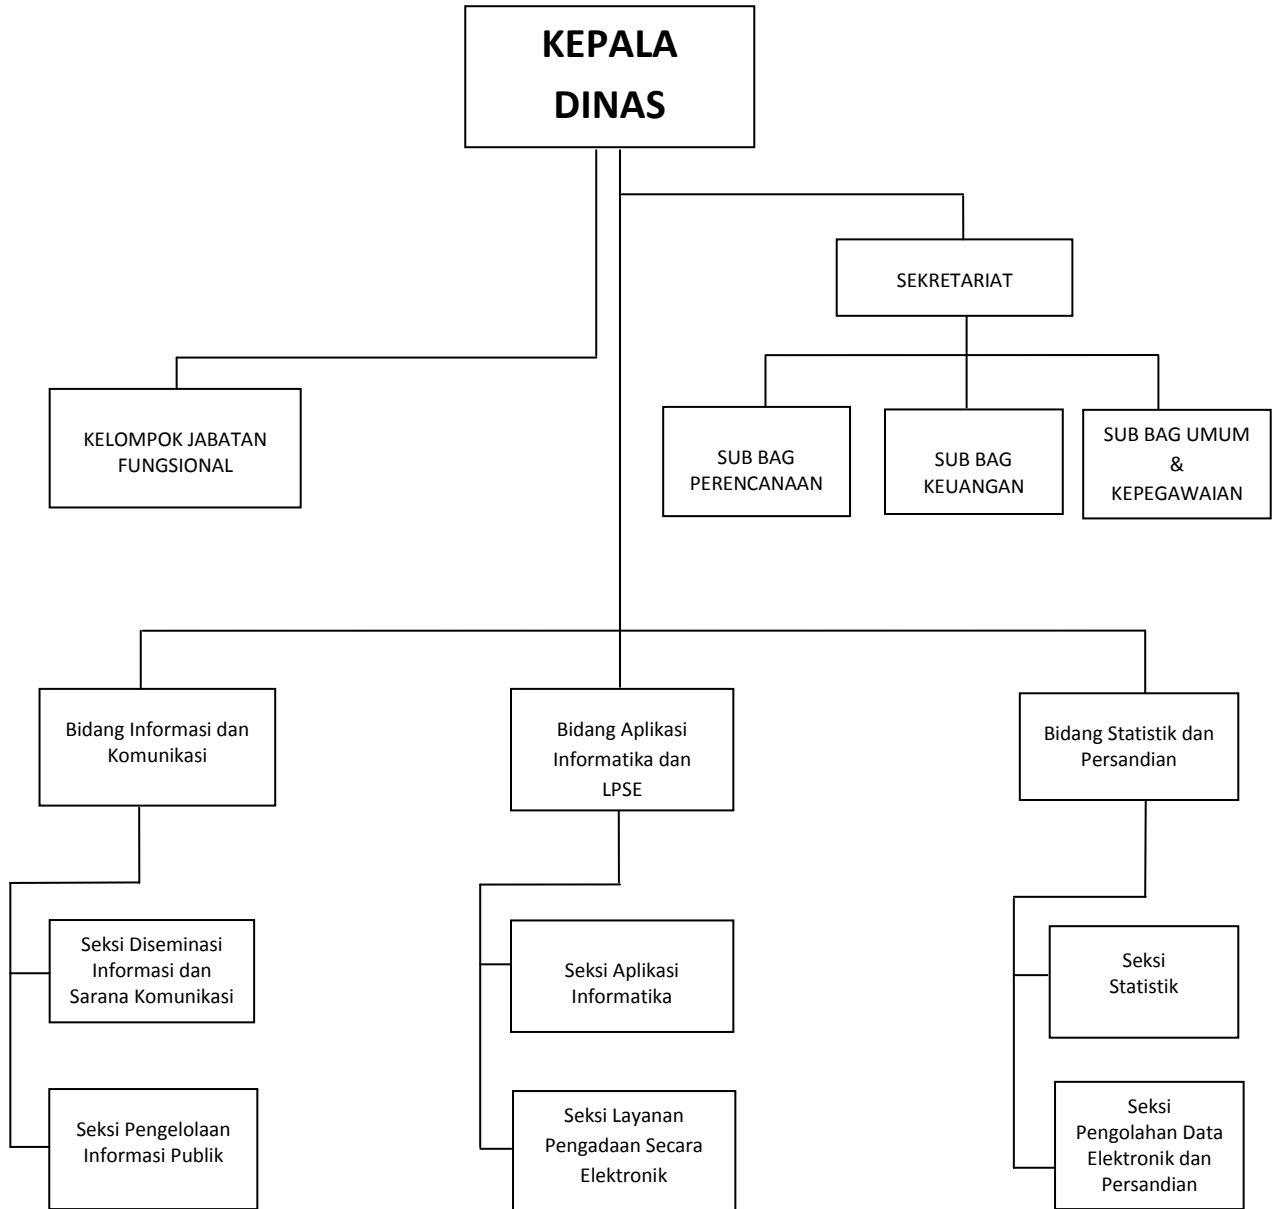 KEPALA
DINAS
SEKRETARIAT
KELOMPOK JABATAN
FUNGSIONAL
SUB BAG
PERENCANAAN
SUB BAG
KEUANGAN
SUB BAG UMUM
&
KEPEGAWAIAN
Bidang Informasi dan
Komunikasi
Bidang Aplikasi
Informatika dan
LPSE
Bidang Statistik dan
Persandian
Seksi Diseminasi
Informasi dan
Sarana Komunikasi
Seksi Aplikasi
Informatika
Seksi
Statistik
Seksi Pengelolaan
Informasi Publik
Seksi Layanan
Pengadaan Secara
Elektronik
Seksi
Pengolahan Data
Elektronik dan
Persandian